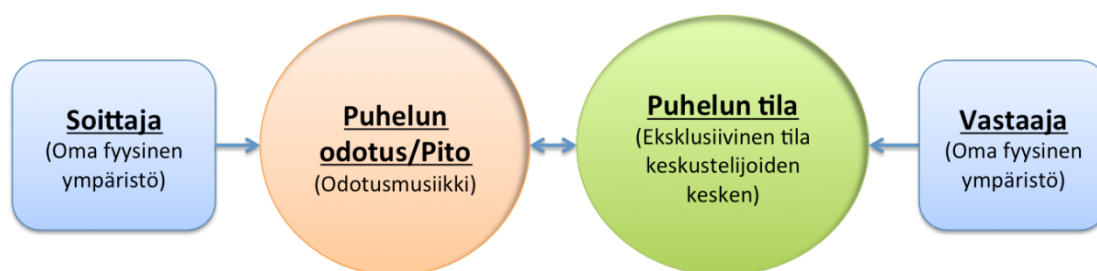 Soittaja
(Oma fyysinen
ympäristö)
Puhelun
odotus/Pito
(Odotusmusiikki)
Puhelun tila
(Eksklusiivinen tila
keskustelijoiden
kesken)
Vastaaja
(Oma fyysinen
ympäristö)